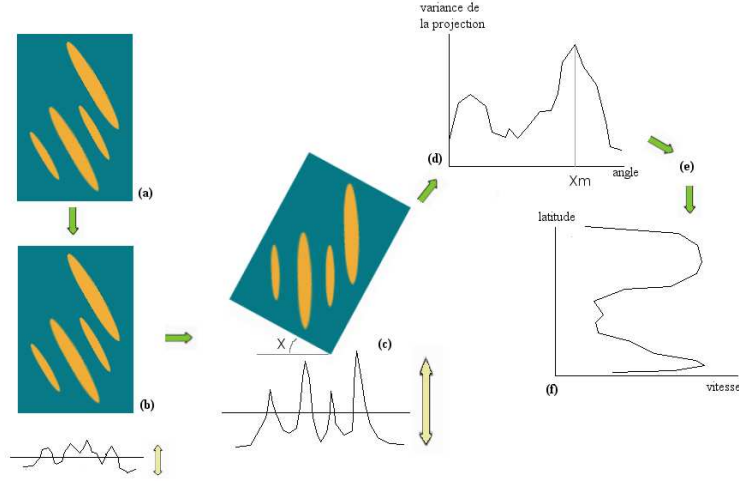 variance de
la projection
(a)
(d)
Xm
angle
(e)
latitude
(b)
X
(c)
(f)
vitesse